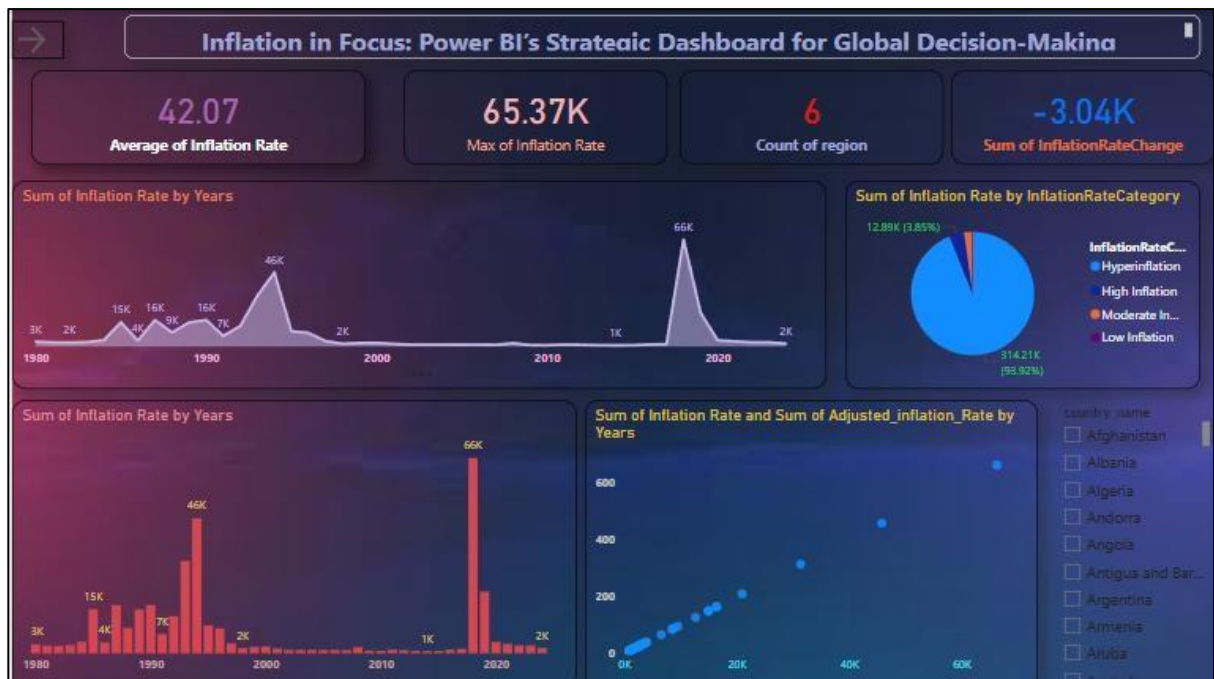 Inflation in Focus: Power BI's Strategic Dashboard for Global Decision-Making
42.07
Average of Inflation Rate
65.37K
Max of Inflation Rate
6
Count of region
-3.04K
Sum of InflationRateChange
Sum of Inflation Rate by Years
3K
2K
15K
4K
16K
9K
16K
7K
46K
2K
1K
66K
2K
1980
1990
2000
2010
2020
Sum of Inflation Rate by InflationRateCategory
12.89K (3.85%)
314.21K
(93.92%)
InflationRateC...
Hyperinflation
High Inflation
Moderate In...
Low Inflation
Sum of Inflation Rate by Years
3K
15K
4K
7K
46K
2K
1K
66K
2K
1980
1990
2000
2010
2020
Sum of Inflation Rate and Sum of Adjusted_inflation_Rate by
Years
600
400
200
0
0K
20K
40K
60K
country_name
Afghanistan
Albania
Algeria
Andorra
Angola
Antigua and Bar...
Argentina
Armenia
Aruba